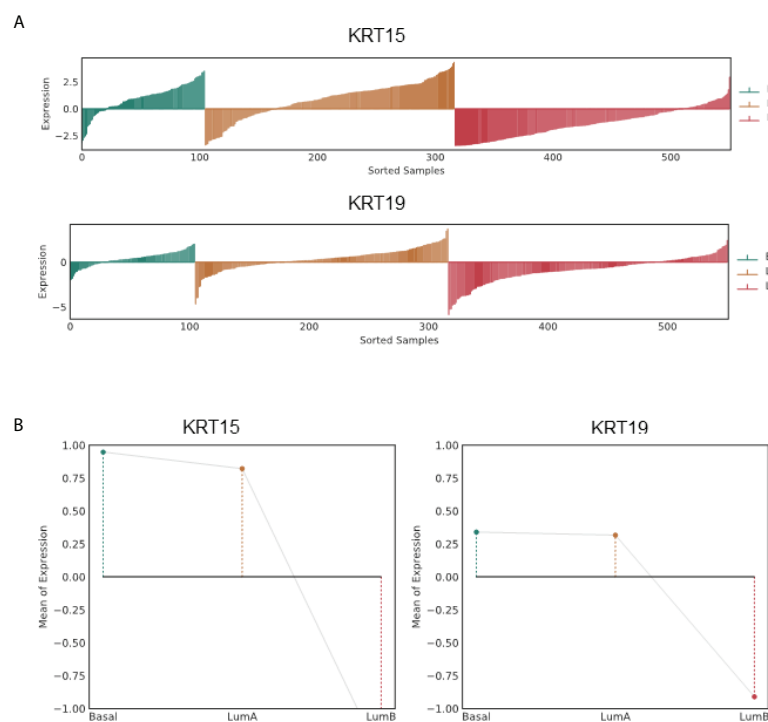 A
KRT15
Expression
2.5
0.0
−2.5
0 100 200 300 400 500
Sorted Samples
KRT19
Expression
0
−5
0 100 200 300 400 500
Sorted Samples
B
L
L
B
KRT15
Mean of Expression
1.00
0.75
0.50
0.25
0.00
−0.25
−0.50
−0.75
−1.00
Basal LumA LumB
KRT19
Mean of Expression
1.00
0.75
0.50
0.25
0.00
−0.25
−0.50
−0.75
−1.00
Basal LumA LumB